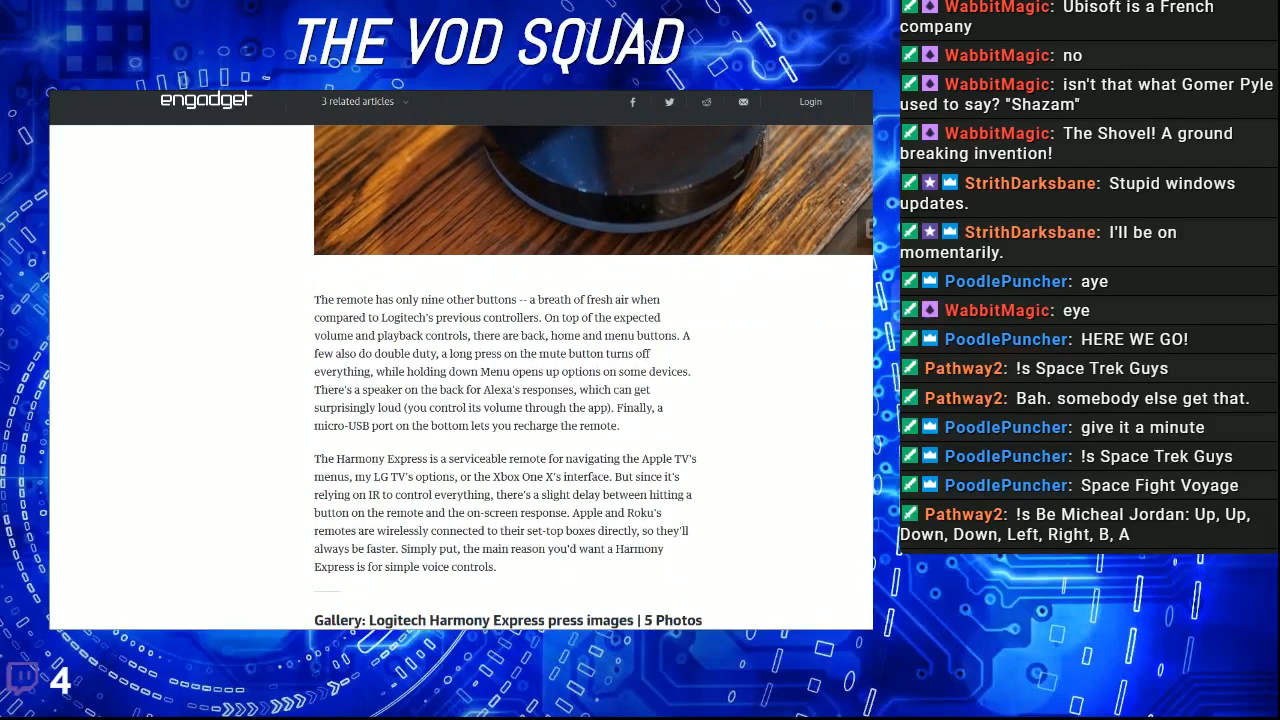 THE VOD SQUAD
engadget
3 related articles
Login
The remote has only nine other buttons -- a breath of fresh air when
compared to Logitech's previous controllers. On top of the expected
volume and playback controls, there are back, home and menu buttons. A
few also do double duty, a long press on the mute button turns off
everything, while holding down Menu opens up options on some devices.
There's a speaker on the back for Alexa's responses, which can get
surprisingly loud (you control its volume through the app). Finally, a
micro-USB port on the bottom lets you recharge the remote.
The Harmony Express is a serviceable remote for navigating the Apple TV's
menus, my LG TV's options, or the Xbox One X's interface. But since it's
relying on IR to control everything, there's a slight delay between hitting a
button on the remote and the on-screen response. Apple and Roku's
remotes are wirelessly connected to their set-top boxes directly, so they'll
always be faster. Simply put, the main reason you'd want a Harmony
Express is for simple voice controls.
Gallery: Logitech Harmony Express press images | 5 Photos
4
WabbitMagic: Ubisoft is a French
company
WabbitMagic: no
WabbitMagic: isn't that what Gomer Pyle
used to say? "Shazam"
WabbitMagic: The Shovel! A ground
breaking invention!
StrithDarksbane: Stupid windows
updates.
StrithDarksbane: I'll be on
momentarily.
PoodlePuncher: aye
WabbitMagic: eye
PoodlePuncher: HERE WE GO!
Pathway2: !s Space Trek Guys
Pathway2: Bah. somebody else get that.
PoodlePuncher: give it a minute
PoodlePuncher: !s Space Trek Guys
PoodlePuncher: Space Fight Voyage
Pathway2: !s Be Micheal Jordan: Up, Up,
Down, Down, Left, Right, B, A